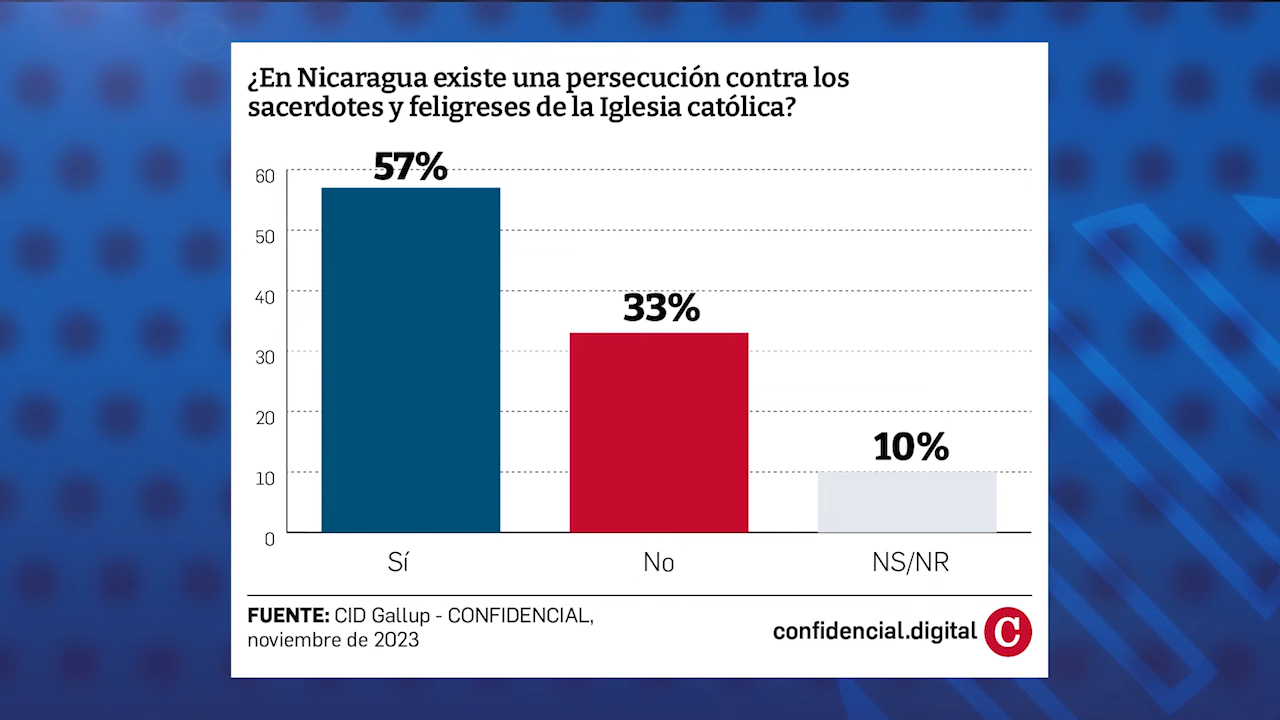 ¿En Nicaragua existe una persecución contra los
sacerdotes y feligreses de la Iglesia católica?
57%
33%
10%
60
50
40
30
20
10
0
Sí
No
NS/NR
FUENTE: CID Gallup - CONFIDENCIAL,
noviembre de 2023
confidencial.digital C